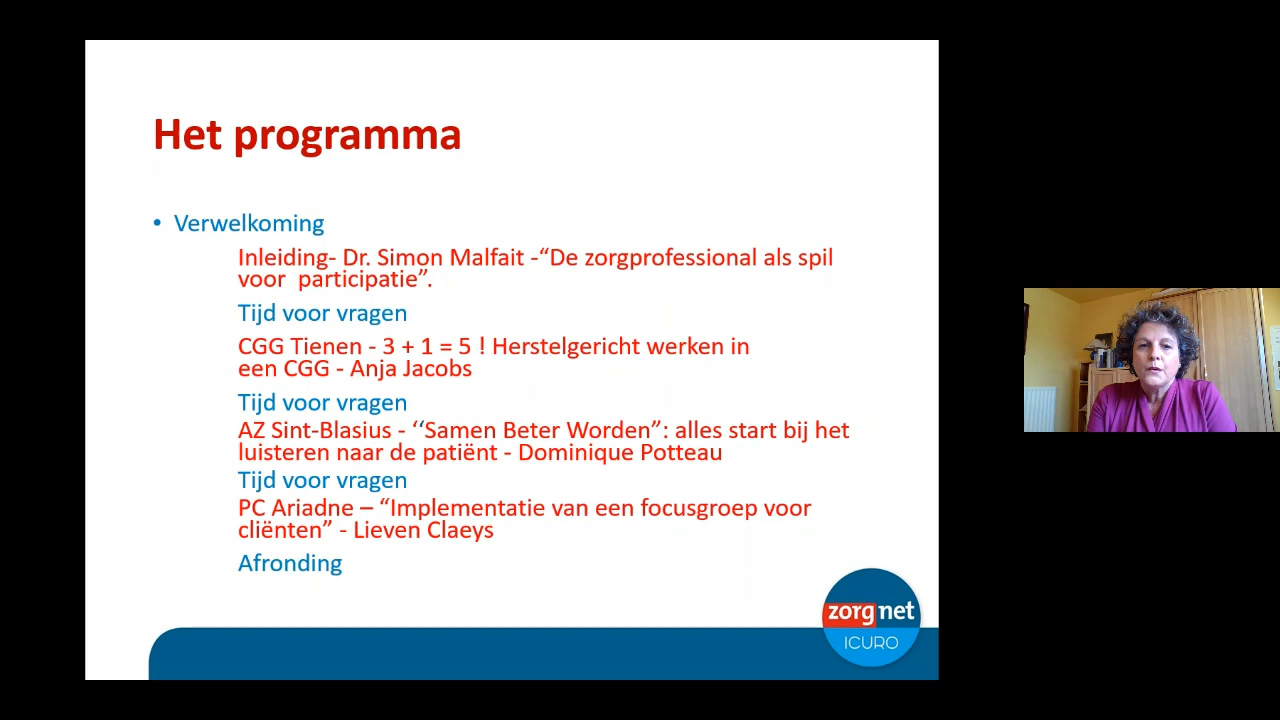 Het programma
• Verwelkoming
Inleiding- Dr. Simon Malfait -“De zorgprofessional als spil
voor participatie”.
Tijd voor vragen
CGG Tienen - 3 + 1 = 5 ! Herstelgericht werken in
een CGG - Anja Jacobs
Tijd voor vragen
AZ Sint-Blasius - ‘‘Samen Beter Worden”: alles start bij het
luisteren naar de patiënt - Dominique Potteau
Tijd voor vragen
PC Ariadne – “Implementatie van een focusgroep voor
cliënten” - Lieven Claeys
Afronding
zorgnet
ICURO